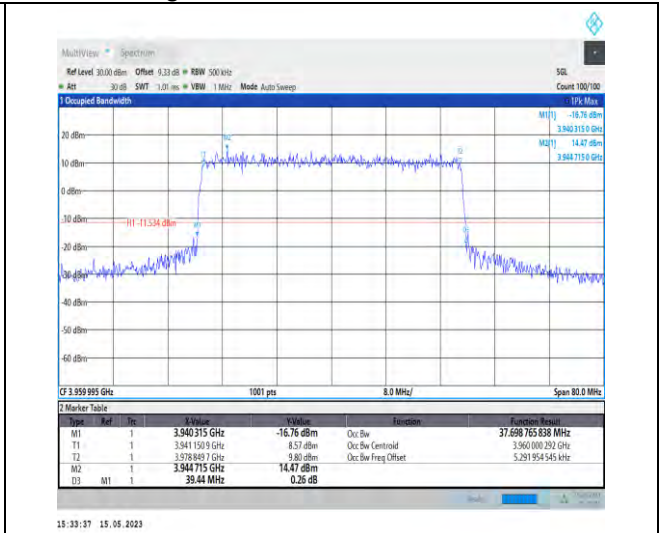 MultiView Spectrum
Ref Level 30.00 dBm Offset 9.33 dB RBW 500 kHz SGL
Att 30 dB SWT 1.01 ms VBW 1 MHz Mode Auto Sweep Count 100/100
1 Occupied Bandwidth 1Pk Max
M1[1] -16.76 dBm
3.940315 0 GHz
M2[1] 14.47 dBm
3.944 715 0 GHz
20 dBm
10 dBm
0 dBm
-10 dBm
H1 -11.534 dBm
-20 dBm
-30 dBm
-40 dBm
-50 dBm
-60 dBm
M2
T1
T2
M1
CF 3.959 995 GHz 1001 pts 8.0 MHz/ Span 80.0 MHz
2 Marker Table
Type Ref Trc X-Value Y-Value Function Function Result
M1 1 3.940315 GHz -16.76 dBm Occ Bw 37.698 765 838 MHz
T1 1 3.941 150 9 GHz 8.57 dBm Occ Bw Centroid 3.960 000 292 GHz
T2 1 3.978 849 7 GHz 9.80 dBm Occ Bw Freq Offset 5.291 954 545 kHz
M2 1 3.944715 GHz 14.47 dBm
D3 M1 1 39.44 MHz 0.26 dB
Ready
15:33:37 15.05.2023